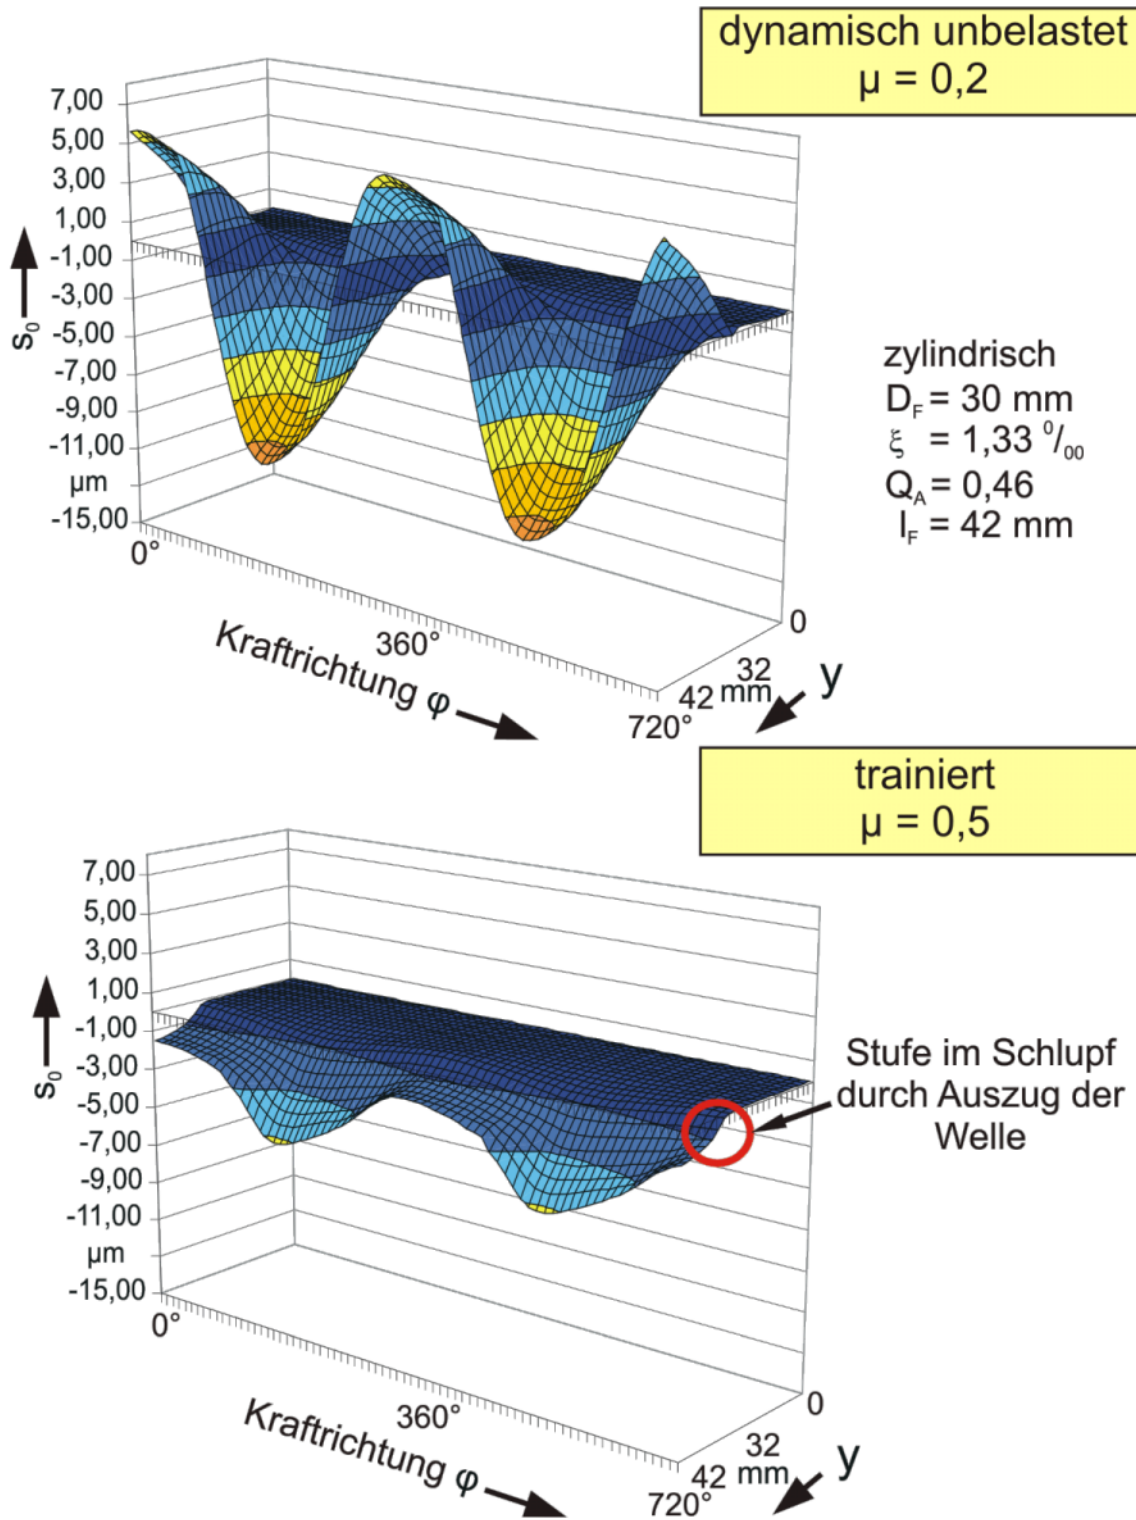 dynamisch unbelastet
μ = 0,2
7,00
5,00
3,00
1,00
-1,00
-3,00
-5,00
-7,00
-9,00
-11,00
μm
-15,00
s₀
0°
360°
720°
Kraftrichtung φ
42 mm
32
0
y
zylindrisch
D_F = 30 mm
ξ = 1,33 ⁰/₀₀
Q_A = 0,46
l_F = 42 mm
trainiert
μ = 0,5
7,00
5,00
3,00
1,00
-1,00
-3,00
-5,00
-7,00
-9,00
-11,00
μm
-15,00
s₀
Stufe im Schlupf
durch Auszug der
Welle
0°
360°
720°
Kraftrichtung φ
42 mm
32
0
y